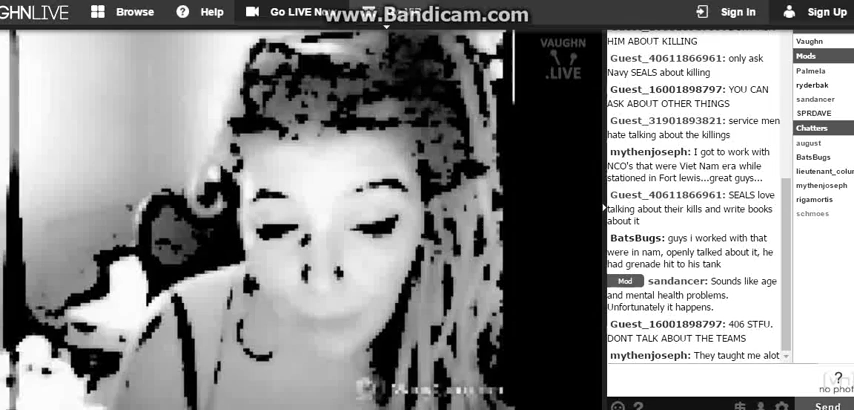 GHNLIVE
Browse
Help
Go LIVE No
www.Bandicam.com
Sign In
Sign Up
VAUGHN
.LIVE
HIM ABOUT KILLING
Guest_40611866961: only ask
Navy SEALS about killing
Guest_16001898797: YOU CAN
ASK ABOUT OTHER THINGS
Guest_31901893821: service men
hate talking about the killings
mythenjoseph: I got to work with
NCO's that were Viet Nam era while
stationed in Fort lewis...great guys...
Guest_40611866961: SEALS love
talking about their kills and write books
about it
BatsBugs: guys i worked with that
were in nam, openly talked about it, he
had grenade hit to his tank
Mod sandancer: Sounds like age
and mental health problems.
Unfortunately it happens.
Guest_16001898797: 406 STFU.
DONT TALK ABOUT THE TEAMS
mythenjoseph: They taught me alot
Vaughn
Mods
Palmela
ryderbak
sandancer
SPRDAVE
Chatters
august
BatsBugs
lieutenant_colu
mythenjoseph
rigamortis
schmoes
?
no phot
Send